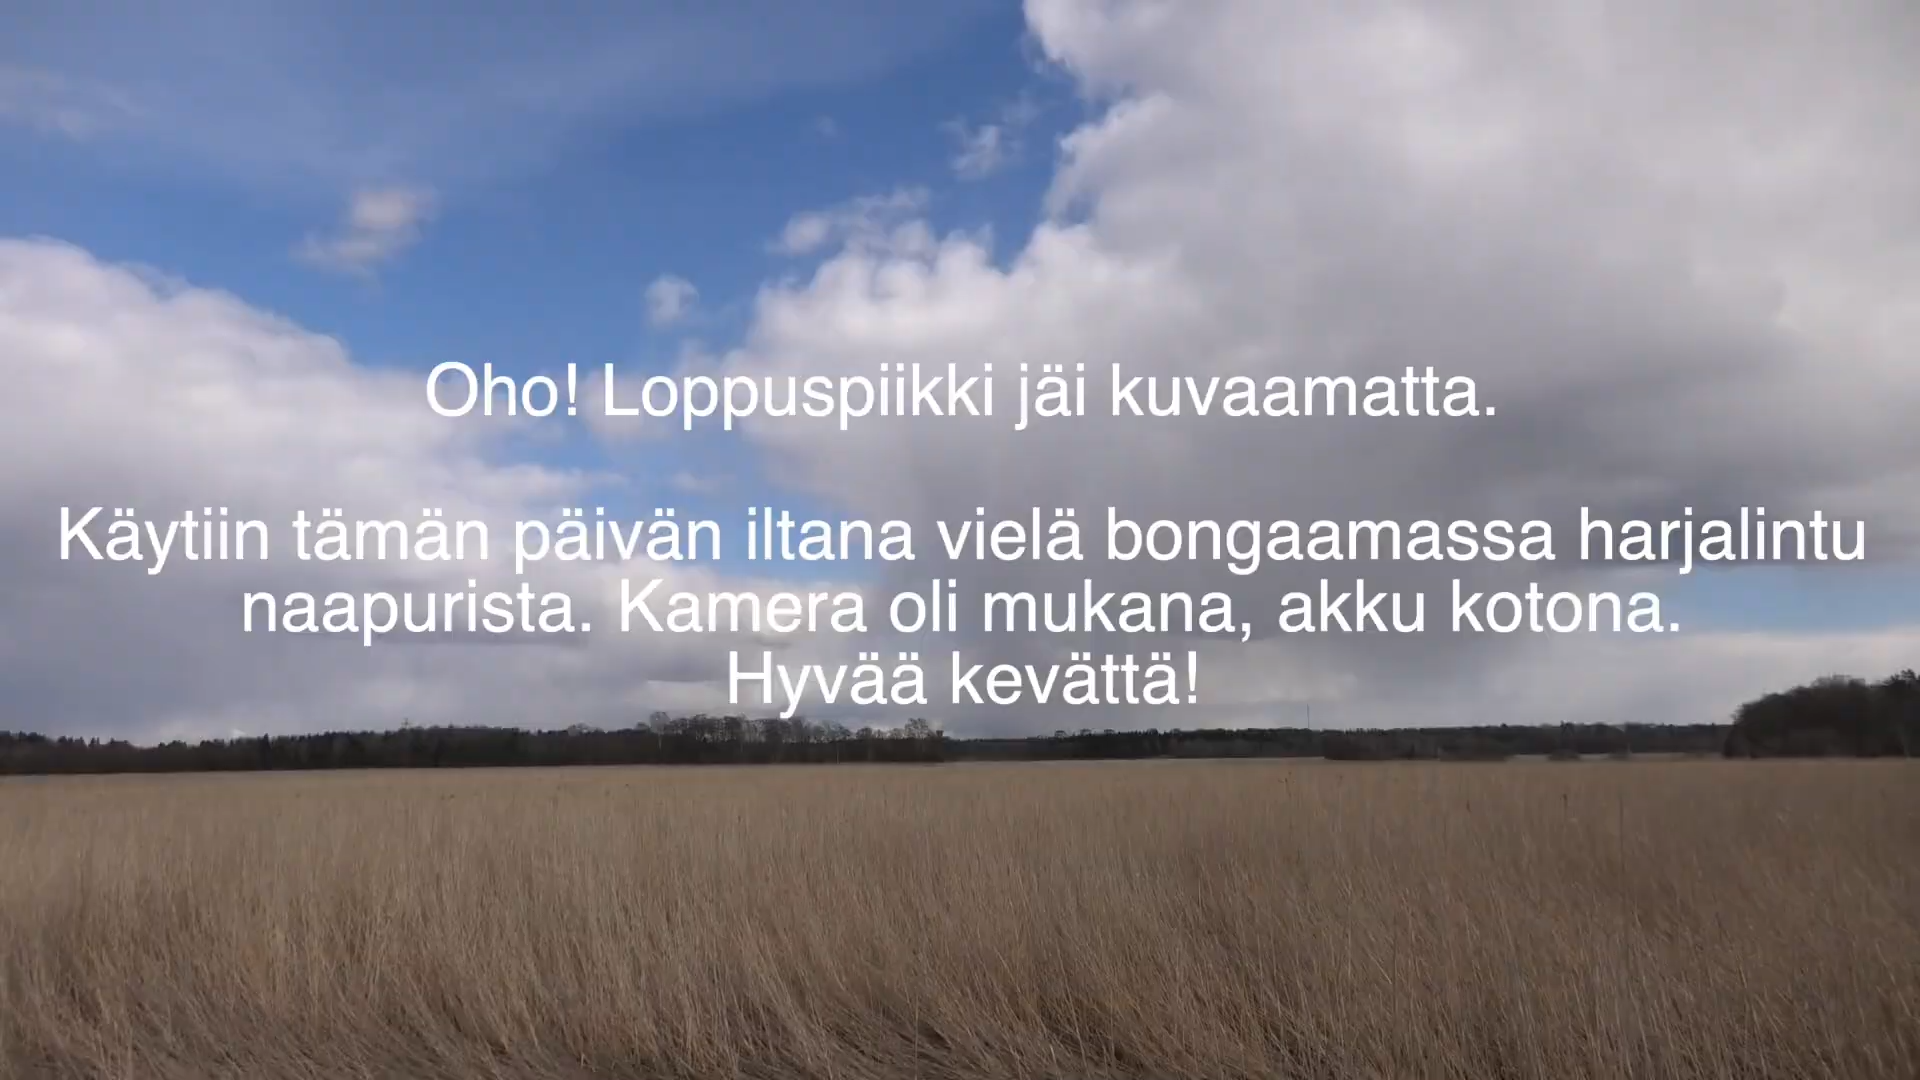 Oho! Loppuspiikki jäi kuvaamatta.
Käytiin tämän päivän iltana vielä bongaamassa harjalintu
naapurista. Kamera oli mukana, akku kotona.
Hyvää kevättä!